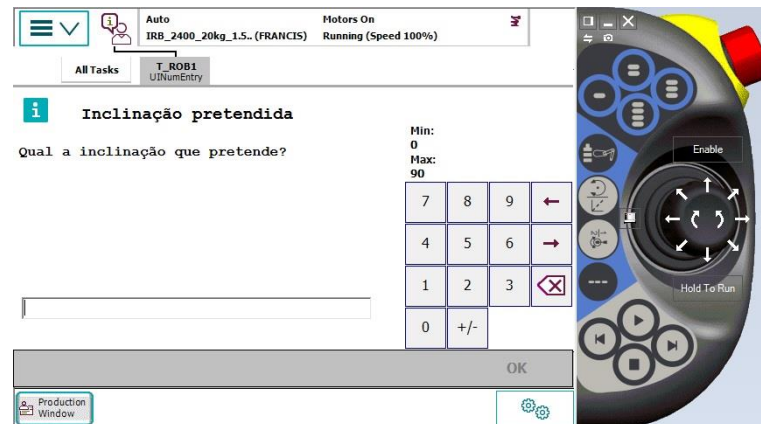 Auto
IRB_2400_20kg_1.5.. (FRANCIS)
Motors On
Running (Speed 100%)
All Tasks
T_ROB1
UINumEntry
i Inclinação pretendida
Qual a inclinação que pretende?
Min:
0
Max:
90
7 8 9
4 5 6
1 2 3
0 +/-
OK
Production
Window
Enable
Hold To Run